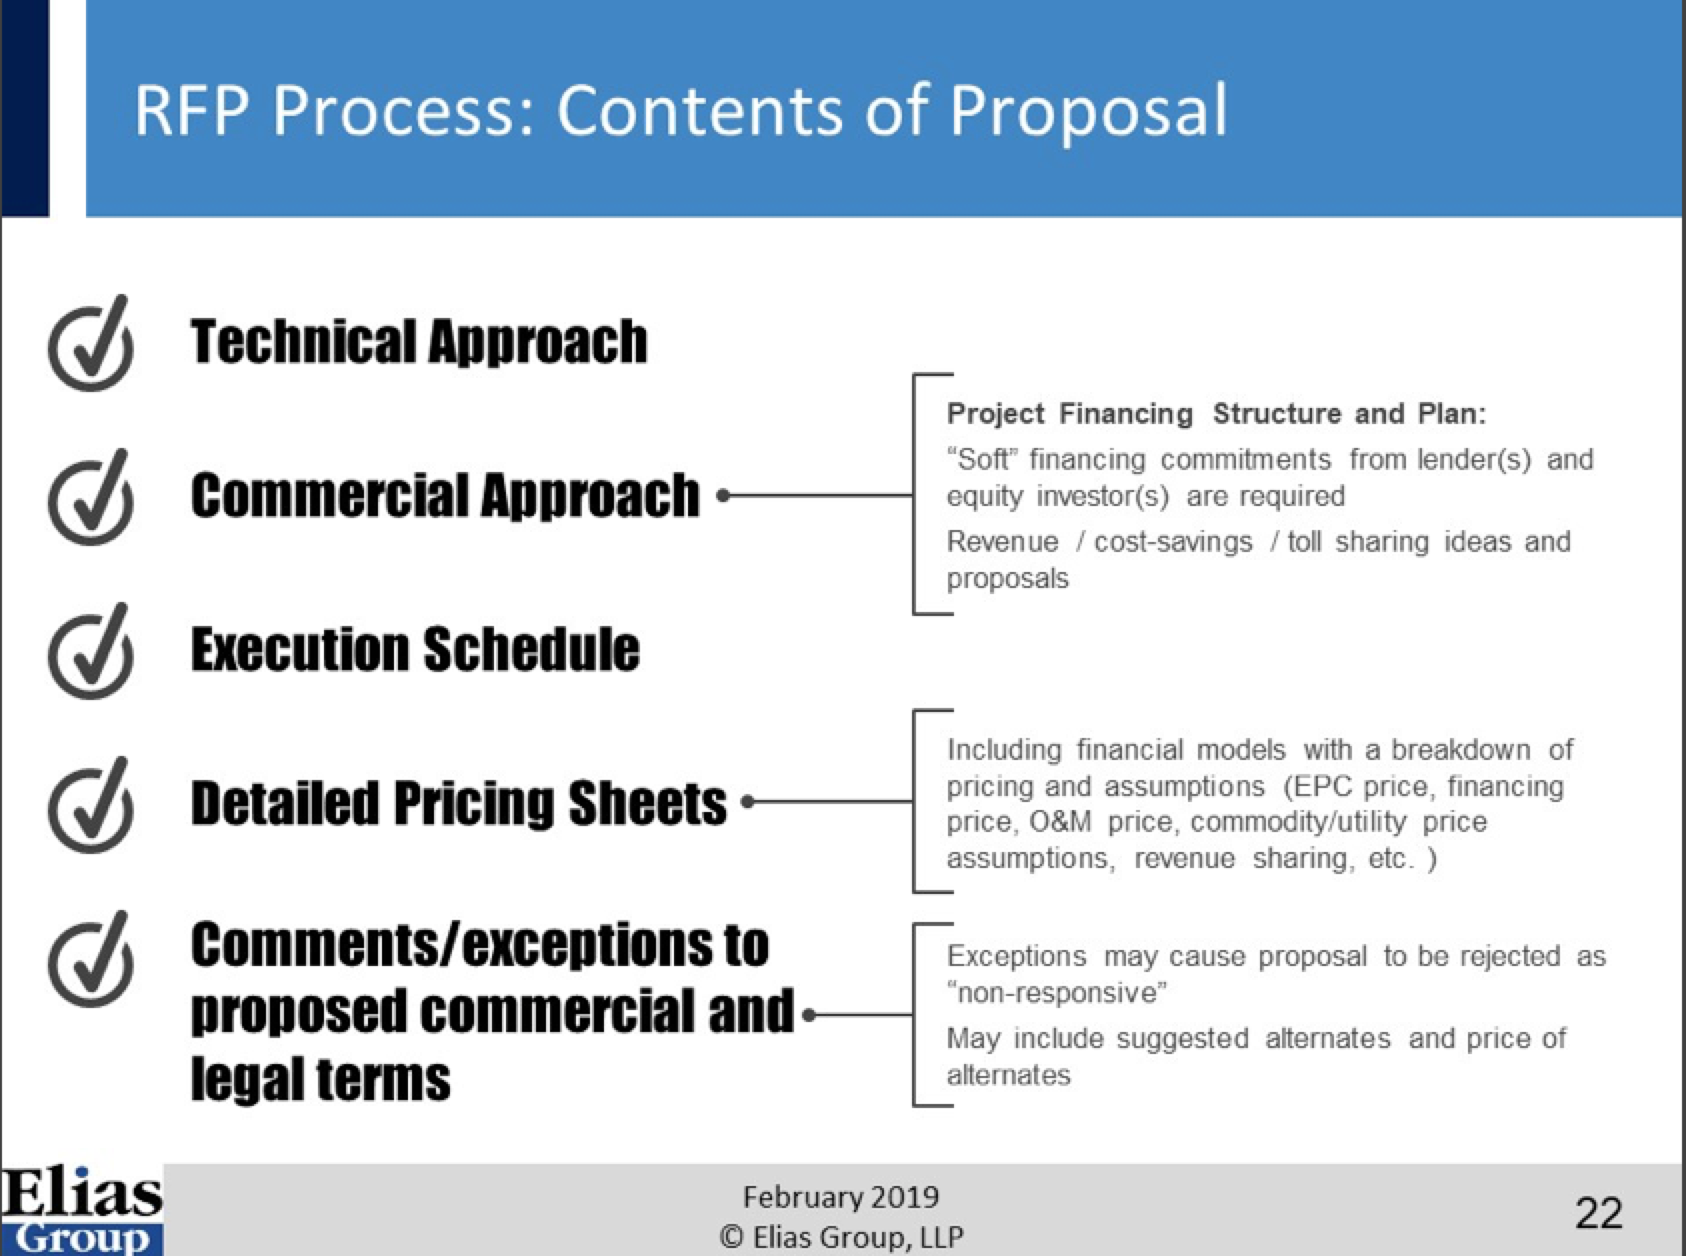 RFP Process: Contents of Proposal
Technical Approach
Commercial Approach
Project Financing Structure and Plan:
“Soft” financing commitments from lender(s) and
equity investor(s) are required
Revenue / cost-savings / toll sharing ideas and
proposals
Execution Schedule
Detailed Pricing Sheets
Including financial models with a breakdown of
pricing and assumptions (EPC price, financing
price, O&M price, commodity/utility price
assumptions, revenue sharing, etc. )
Comments/exceptions to
proposed commercial and
legal terms
Exceptions may cause proposal to be rejected as
“non-responsive”
May include suggested alternates and price of
alternates
Elias
Group
February 2019
© Elias Group, LLP
22